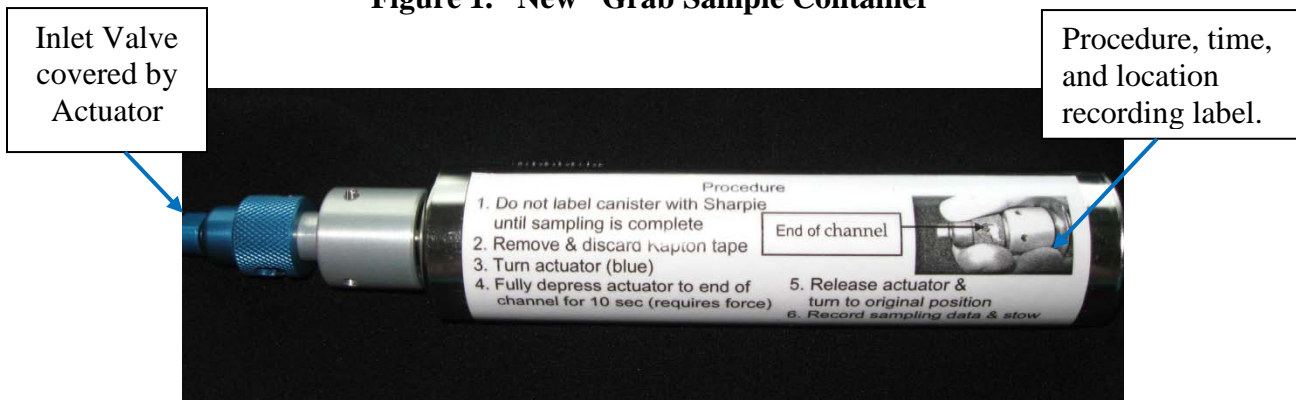 Figure 1. New Grab Sample Container
Inlet Valve
covered by
Actuator
Procedure, time,
and location
recording label.
Procedure
1. Do not label canister with Sharpie
until sampling is complete
2. Remove & discard Kapton tape
3. Turn actuator (blue)
4. Fully depress actuator to end of
channel for 10 sec (requires force)
End of channel
5. Release actuator &
turn to original position
6. Record sampling data & stow